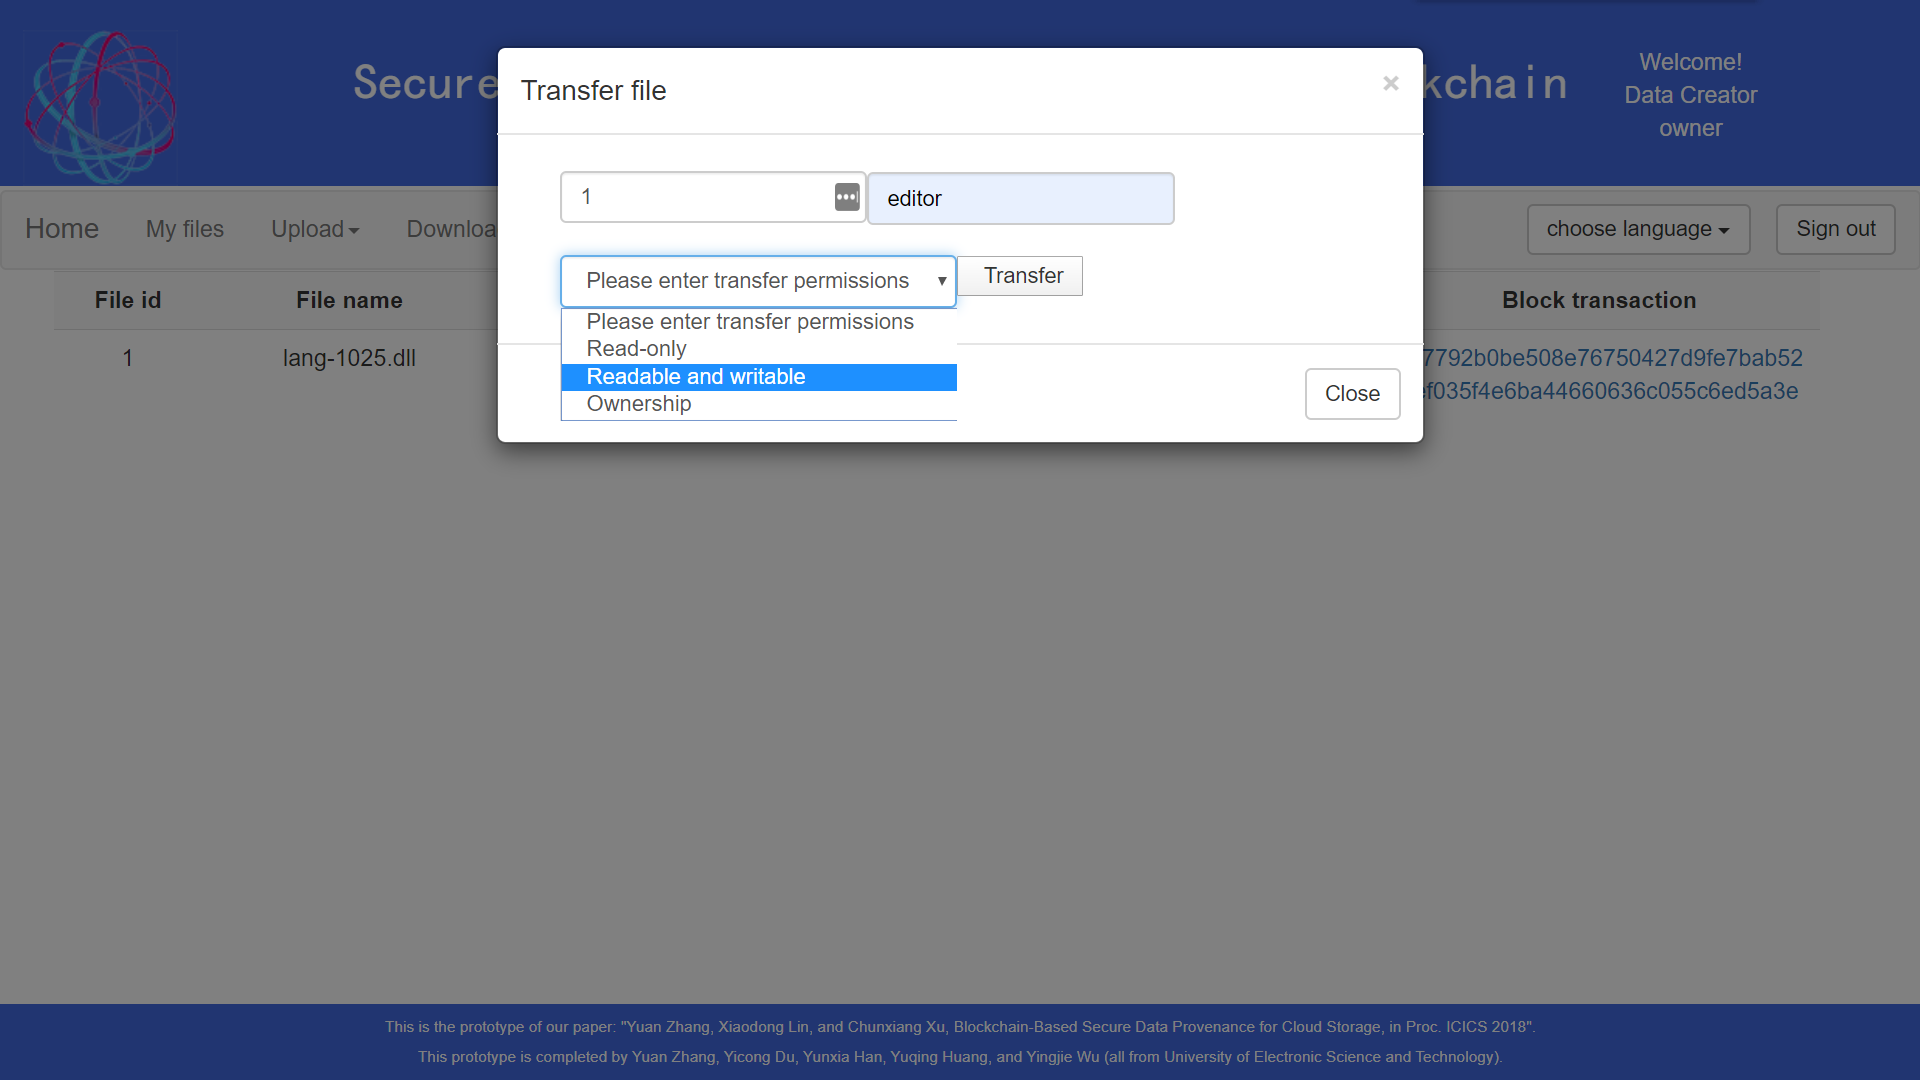 Secure
kchain
Welcome!
Data Creator
owner
Transfer file
×
1
editor
Home
My files
Upload
Downloa
choose language
Sign out
Please enter transfer permissions
Transfer
Please enter transfer permissions
Read-only
Readable and writable
Ownership
Close
File id
File name
Block transaction
1
lang-1025.dll
7792b0be508e76750427d9fe7bab52
ef035f4e6ba44660636c055c6ed5a3e
This is the prototype of our paper: "Yuan Zhang, Xiaodong Lin, and Chunxiang Xu, Blockchain-Based Secure Data Provenance for Cloud Storage, in Proc. ICICS 2018".
This prototype is completed by Yuan Zhang, Yicong Du, Yunxia Han, Yuqing Huang, and Yingjie Wu (all from University of Electronic Science and Technology).